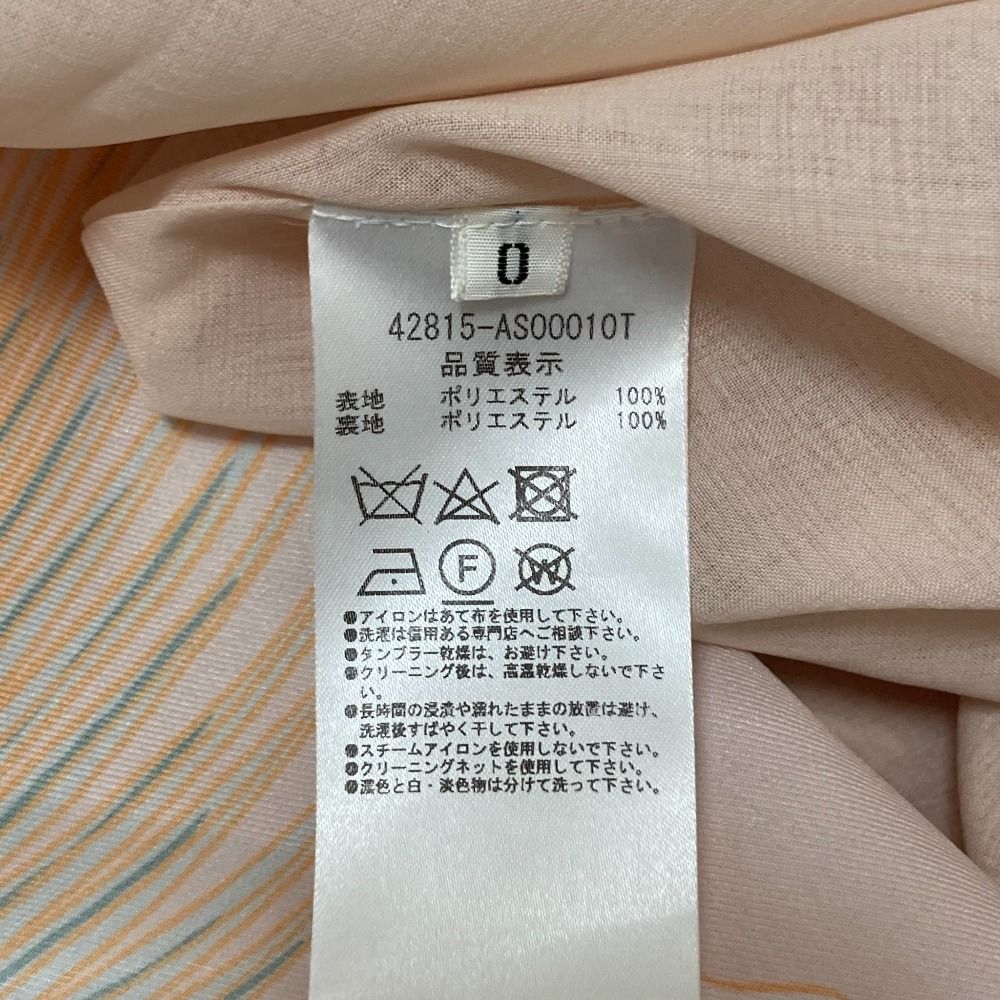 0
42815-AS00010T
品質表示
表地 ポリエステル 100%
裏地 ポリエステル 100%
F W
●アイロンはあて布を使用して下さい。
●洗濯は信用ある専門店へご相談下さい。
●タンブラー乾燥は、お避け下さい。
●クリーニング後は、高温乾燥しないで下さ
い。
●長時間の浸漬や濡れたままの放置は避け、
洗濯後すばやく干して下さい。
●スチームアイロンを使用しないで下さい。
●クリーニングネットを使用して下さい。
●濃色と白・淡色物は分けて洗って下さい。